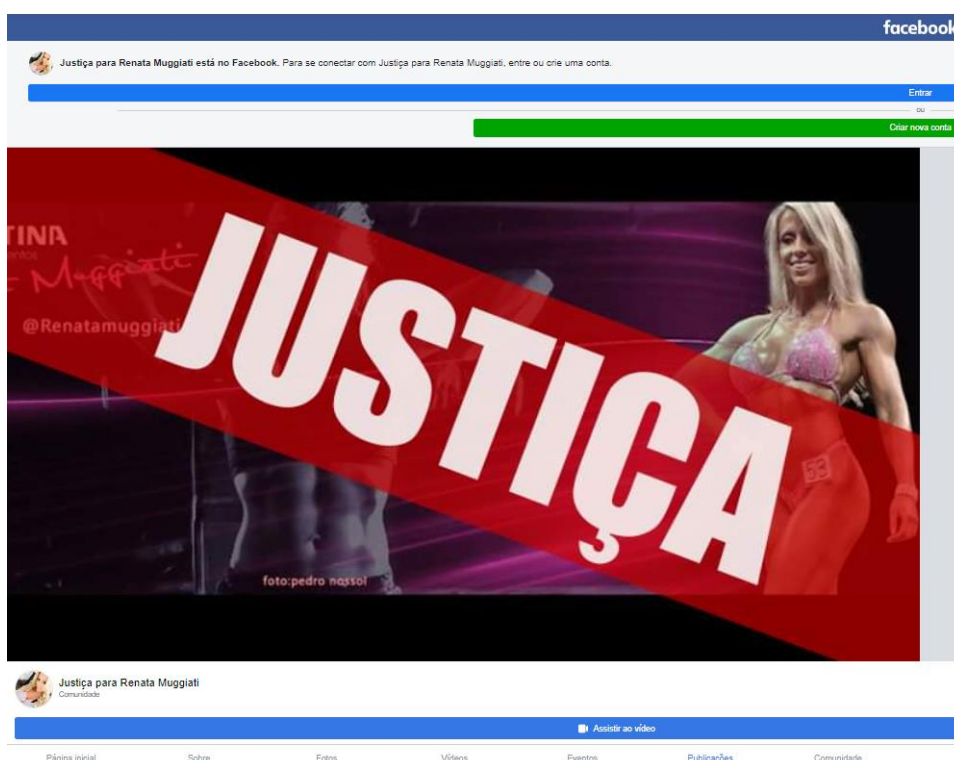 facebook
Justiça para Renata Muggiati está no Facebook. Para se conectar com Justiça para Renata Muggiati, entre ou crie uma conta.
Entrar
ou
Criar nova conta
TINA
Muggiati
@Renatamuggiati
JUSTIÇA
53
foto:pedro nossol
Justiça para Renata Muggiati
Comunidade
Assistir ao vídeo
Página inicial Sobre Fotos Vídeos Eventos Publicações Comunidade